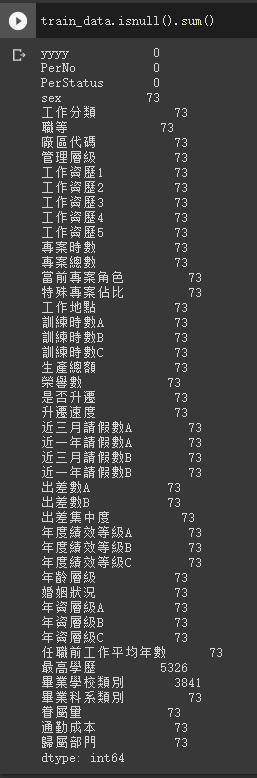 train_data.isnull().sum()
yyyy 0
PerNo 0
PerStatus 0
sex 73
工作分類 73
職等 73
廠區代碼 73
管理層級 73
工作資歷1 73
工作資歷2 73
工作資歷3 73
工作資歷4 73
工作資歷5 73
專案時數 73
專案總數 73
當前專案角色 73
特殊專案佔比 73
工作地點 73
訓練時數A 73
訓練時數B 73
訓練時數C 73
生產總額 73
榮譽數 73
是否升遷 73
升遷速度 73
近三月請假數A 73
近一年請假數A 73
近三月請假數B 73
近一年請假數B 73
出差數A 73
出差數B 73
出差集中度 73
年度績效等級A 73
年度績效等級B 73
年度績效等級C 73
年齡層級 73
婚姻狀況 73
年資層級A 73
年資層級B 73
年資層級C 73
任職前工作平均年數 73
最高學歷 5326
畢業學校類別 3841
畢業科系類別 73
眷屬量 73
通勤成本 73
歸屬部門 73
dtype: int64